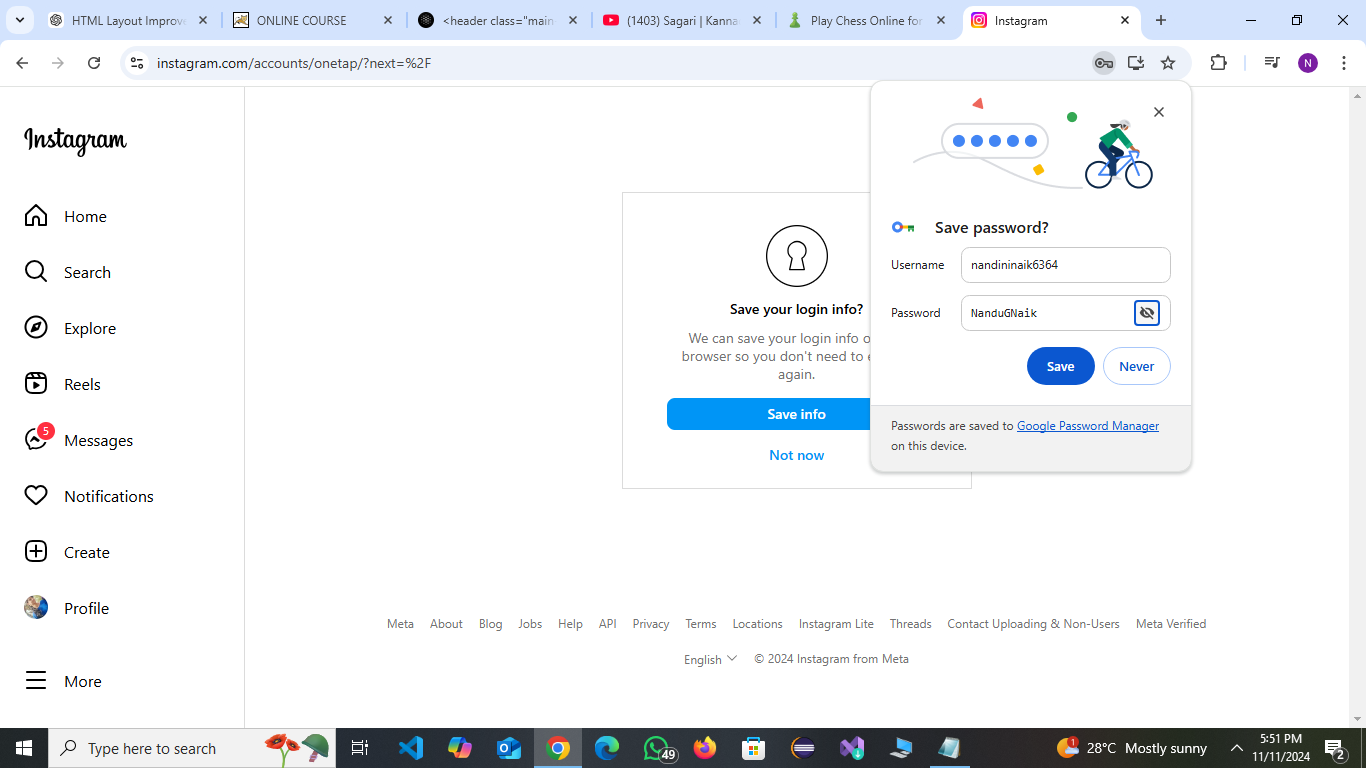 HTML Layout Improve
ONLINE COURSE
<header class="main
(1403) Sagari | Kanna
Play Chess Online for
Instagram
instagram.com/accounts/onetap/?next=%2F
N
Instagram
Home
Search
Explore
Reels
5
Messages
Notifications
Create
Profile
More
Save your login info?
We can save your login info o
browser so you don't need to e
again.
Save info
Not now
Save password?
Username nandininaik6364
Password NanduGNaik
Save Never
Passwords are saved to Google Password Manager
on this device.
Meta About Blog Jobs Help API Privacy Terms Locations Instagram Lite Threads Contact Uploading & Non-Users Meta Verified
English © 2024 Instagram from Meta
Type here to search
49
1
28°C Mostly sunny
5:51 PM
11/11/2024
2